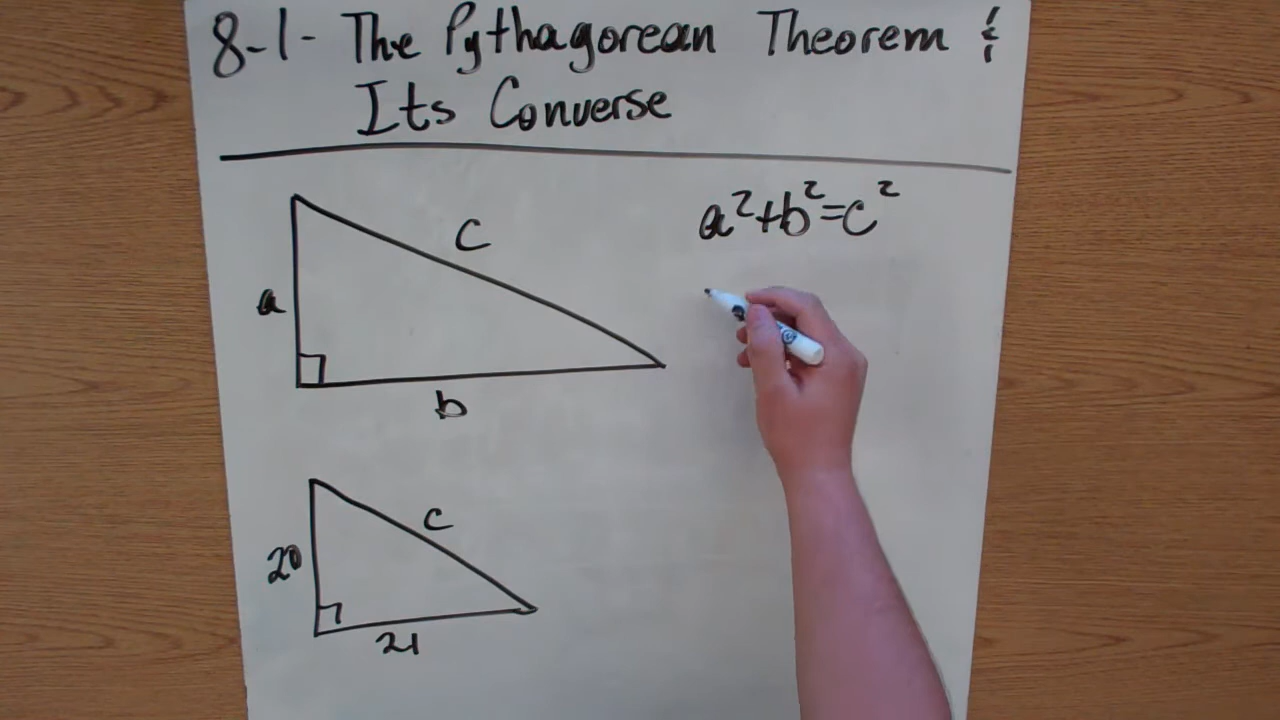 8-1- The Pythagorean Theorem &
Its Converse
a²+b²=c²
c
a
b
c
20
21